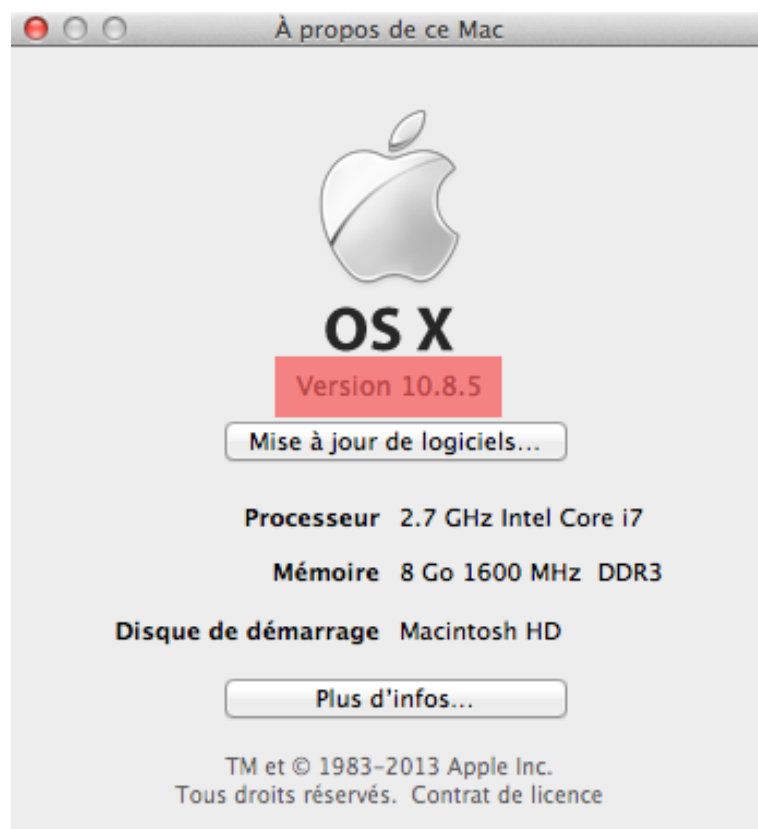 À propos de ce Mac
OS X
Version 10.8.5
Mise à jour de logiciels...
Processeur 2.7 GHz Intel Core i7
Mémoire 8 Go 1600 MHz DDR3
Disque de démarrage Macintosh HD
Plus d'infos...
TM et © 1983–2013 Apple Inc.
Tous droits réservés. Contrat de licence